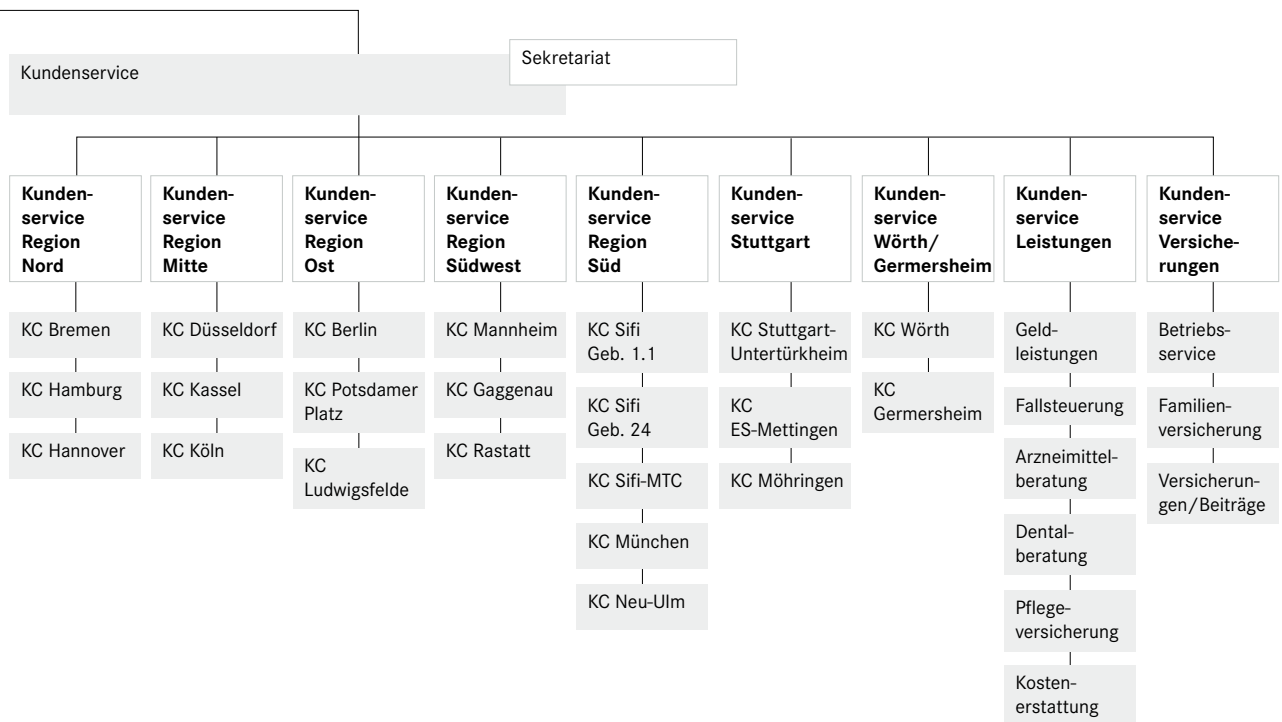 Kundenservice
Sekretariat
Kunden-
service
Region
Nord
KC Bremen
KC Hamburg
KC Hannover
Kunden-
service
Region
Mitte
KC Düsseldorf
KC Kassel
KC Köln
Kunden-
service
Region
Ost
KC Berlin
KC Potsdamer
Platz
KC
Ludwigsfelde
Kunden-
service
Region
Südwest
KC Mannheim
KC Gaggenau
KC Rastatt
Kunden-
service
Region
Süd
KC Sifi
Geb. 1.1
KC Sifi
Geb. 24
KC Sifi-MTC
KC München
KC Neu-Ulm
Kunden-
service
Stuttgart
KC Stuttgart-
Untertürkheim
KC
ES-Mettingen
KC Möhringen
Kunden-
service
Wörth/
Germersheim
KC Wörth
KC
Germersheim
Kunden-
service
Leistungen
Geld-
leistungen
Fallsteuerung
Arzneimittel-
beratung
Dental-
beratung
Pflege-
versicherung
Kosten-
erstattung
Kunden-
service
Versiche-
rungen
Betriebs-
service
Familien-
versicherung
Versicherun-
gen/Beiträge